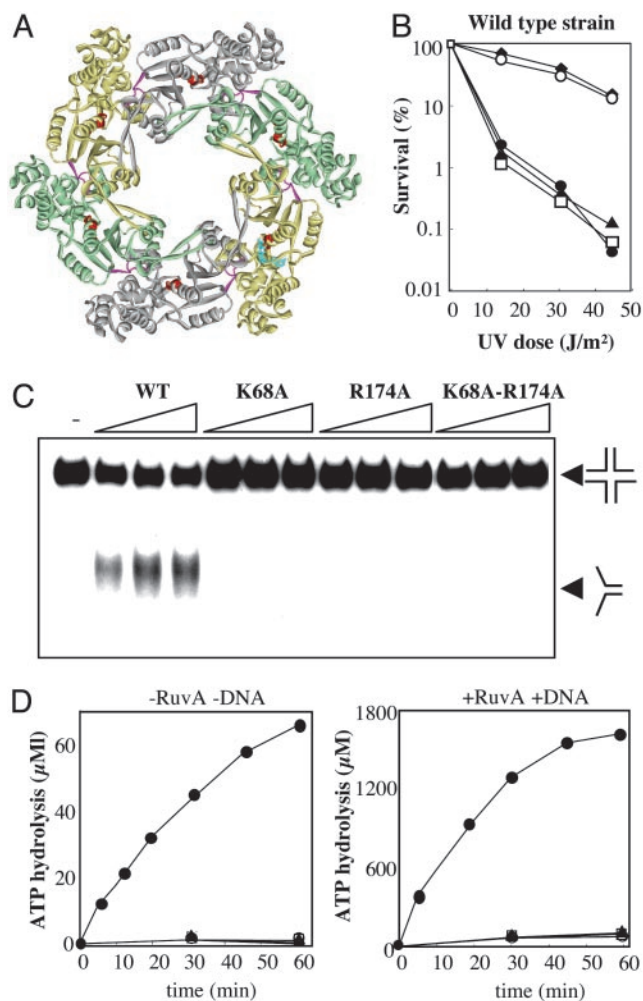 A
B
Wild type strain
100
10
1
0.1
0.01
Survival (%)
0 10 20 30 40 50
UV dose (J/m²)
C
- WT K68A R174A K68A-R174A
D
-RuvA -DNA
60
40
20
0
ATP hydrolysis (µMl)
0 10 20 30 40 50 60
time (min)
+RuvA +DNA
1800
1200
600
0
ATP hydrolysis (µM)
0 10 20 30 40 50 60
time (min)